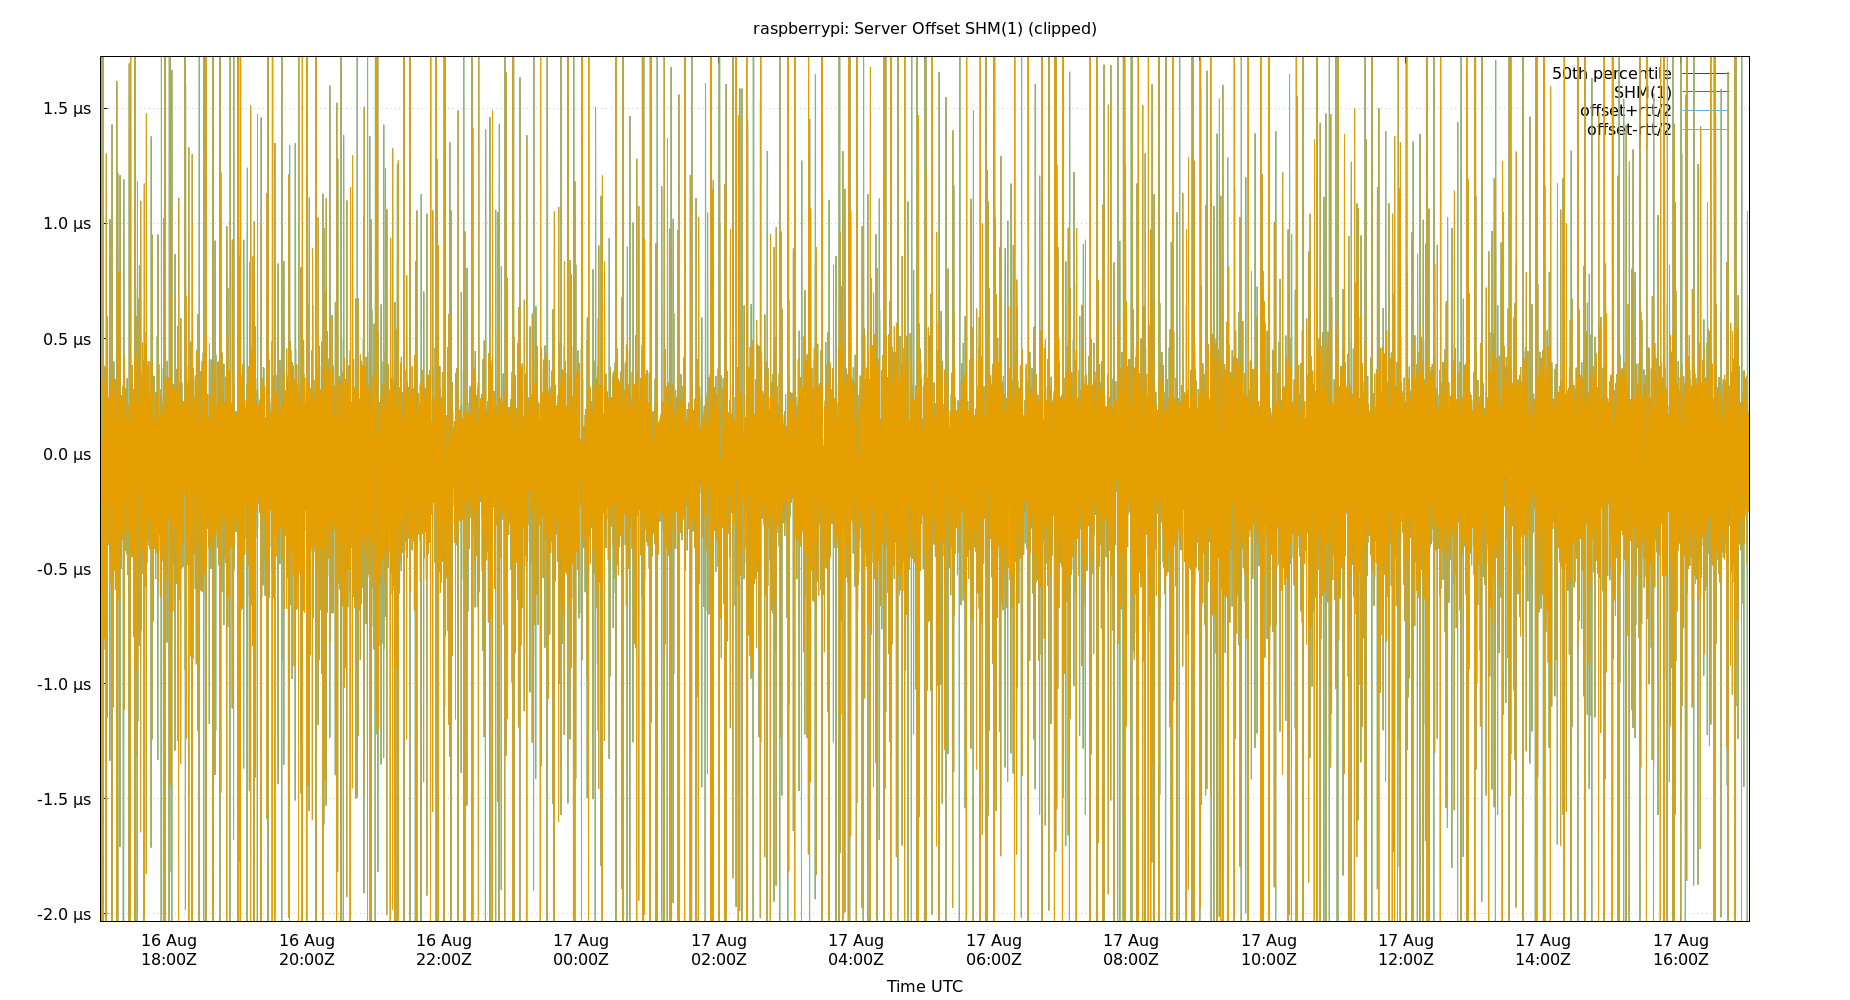 raspberrypi: Server Offset SHM(1) (clipped)
50th percentile
SHM(1)
offset+rtt/2
offset-rtt/2
1.5 µs
1.0 µs
0.5 µs
0.0 µs
-0.5 µs
-1.0 µs
-1.5 µs
-2.0 µs
16 Aug 16 Aug 16 Aug 17 Aug 17 Aug 17 Aug 17 Aug 17 Aug 17 Aug 17 Aug 17 Aug 17 Aug
18:00Z 20:00Z 22:00Z 00:00Z 02:00Z 04:00Z 06:00Z 08:00Z 10:00Z 12:00Z 14:00Z 16:00Z
Time UTC